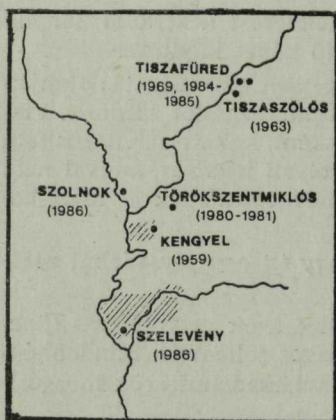 TISZAFÜRED
(1969, 1984-
1985)
TISZASZŐLŐS
(1963)
SZOLNOK
(1986)
TÖRÖKSZENTMIKLÓS
(1980-1981)
KENGYEL
(1959)
SZELEVÉNY
(1986)